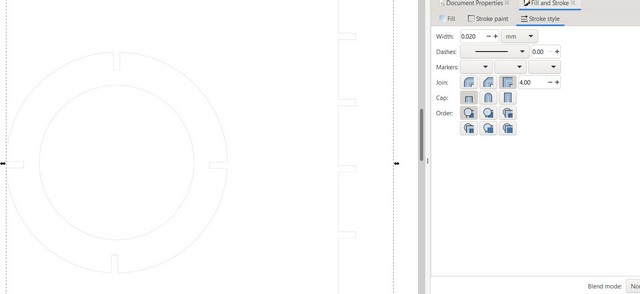 Document Properties
Fill and Stroke
Fill
Stroke paint
Stroke style
Width: 0.020 − + mm
Dashes: 0.00 +
Markers:
Join: 4.00 − +
Cap:
Order:
Blend mode: